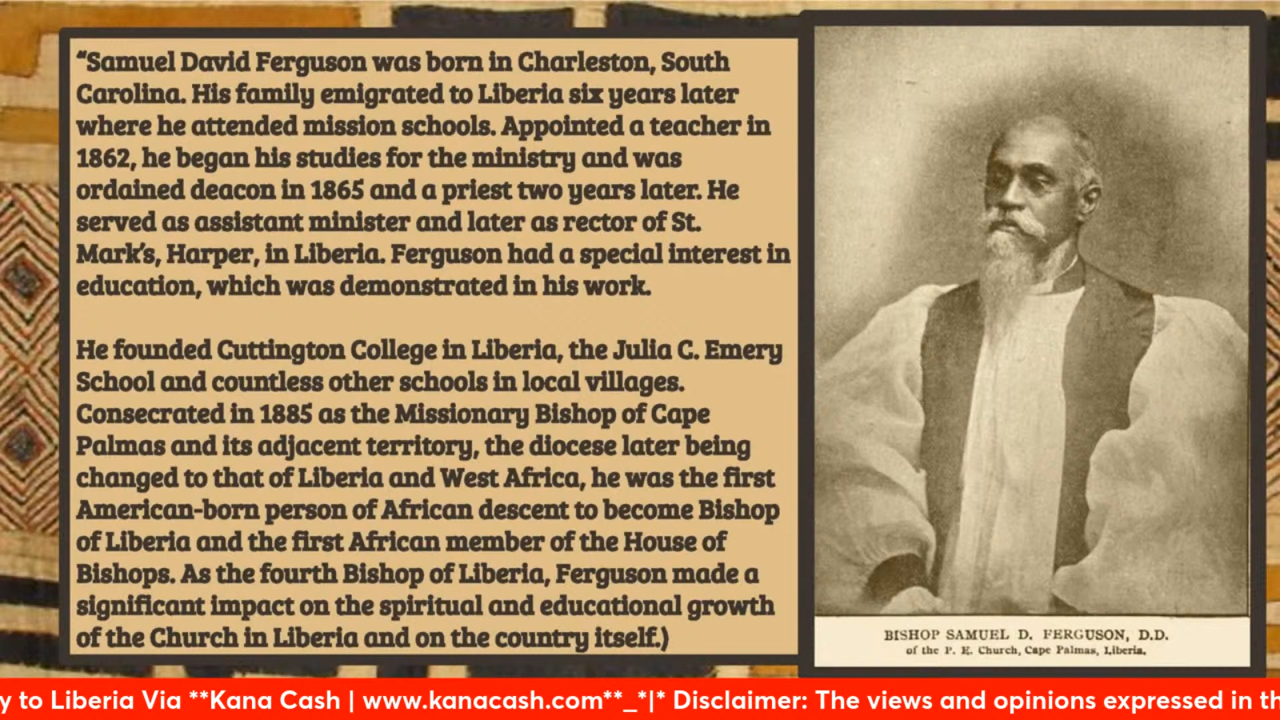 “Samuel David Ferguson was born in Charleston, South
Carolina. His family emigrated to Liberia six years later
where he attended mission schools. Appointed a teacher in
1862, he began his studies for the ministry and was
ordained deacon in 1865 and a priest two years later. He
served as assistant minister and later as rector of St.
Mark’s, Harper, in Liberia. Ferguson had a special interest in
education, which was demonstrated in his work.
He founded Cuttington College in Liberia, the Julia C. Emery
School and countless other schools in local villages.
Consecrated in 1885 as the Missionary Bishop of Cape
Palmas and its adjacent territory, the diocese later being
changed to that of Liberia and West Africa, he was the first
American-born person of African descent to become Bishop
of Liberia and the first African member of the House of
Bishops. As the fourth Bishop of Liberia, Ferguson made a
significant impact on the spiritual and educational growth
of the Church in Liberia and on the country itself.)
BISHOP SAMUEL D. FERGUSON, D.D.
of the P. E. Church, Cape Palmas, Liberia.
y to Liberia Via **Kana Cash | www.kanacash.com**_*|* Disclaimer: The views and opinions expressed in th